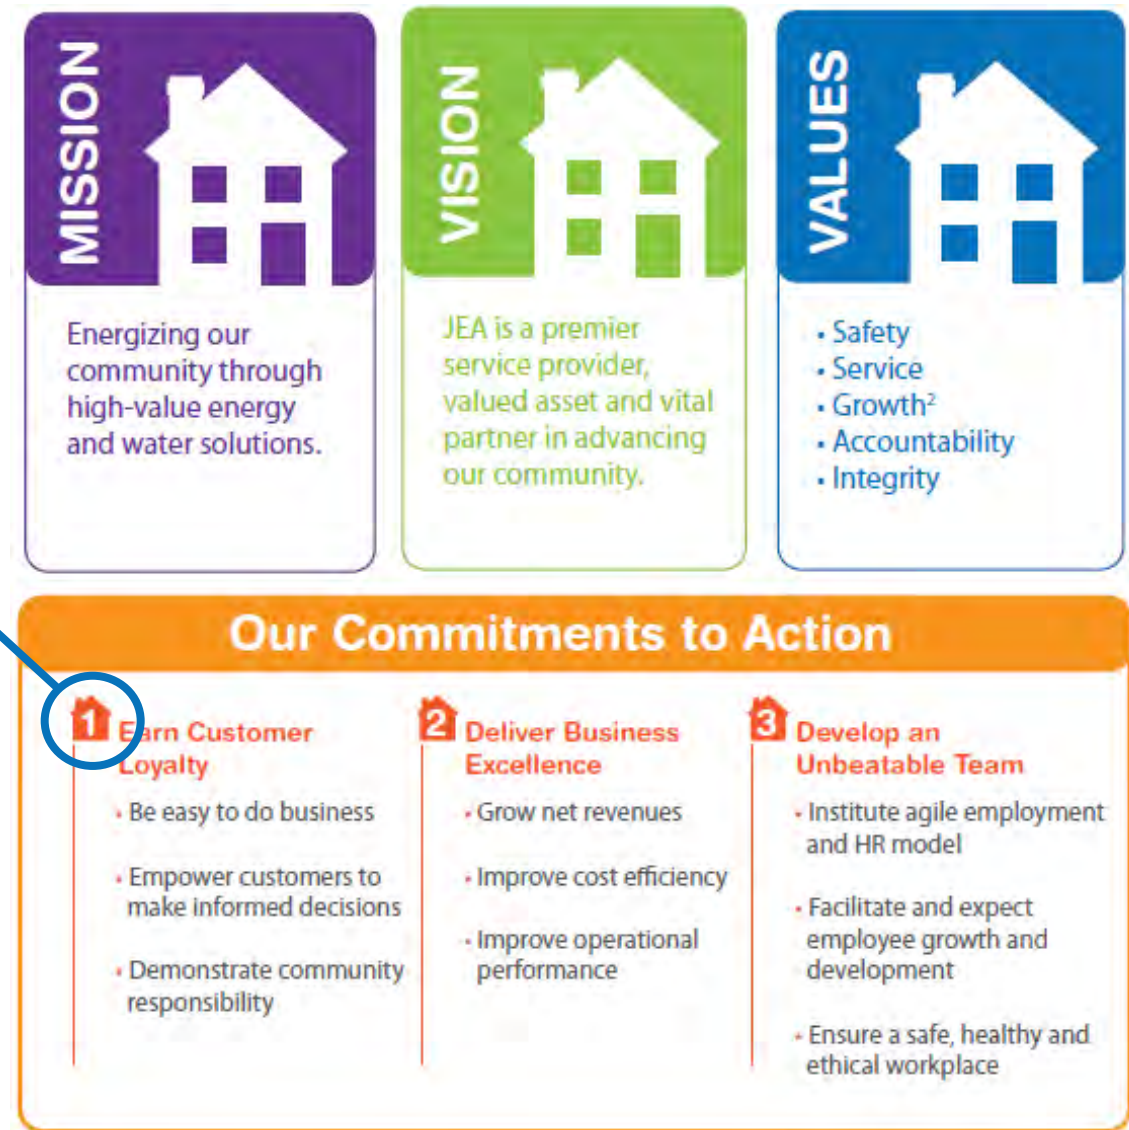 MISSION
Energizing our
community through
high-value energy
and water solutions.
VISION
JEA is a premier
service provider,
valued asset and vital
partner in advancing
our community.
VALUES
• Safety
• Service
• Growth²
• Accountability
• Integrity
Our Commitments to Action
1 Earn Customer
Loyalty
• Be easy to do business
• Empower customers to
make informed decisions
• Demonstrate community
responsibility
2 Deliver Business
Excellence
• Grow net revenues
• Improve cost efficiency
• Improve operational
performance
3 Develop an
Unbeatable Team
• Institute agile employment
and HR model
• Facilitate and expect
employee growth and
development
• Ensure a safe, healthy and
ethical workplace